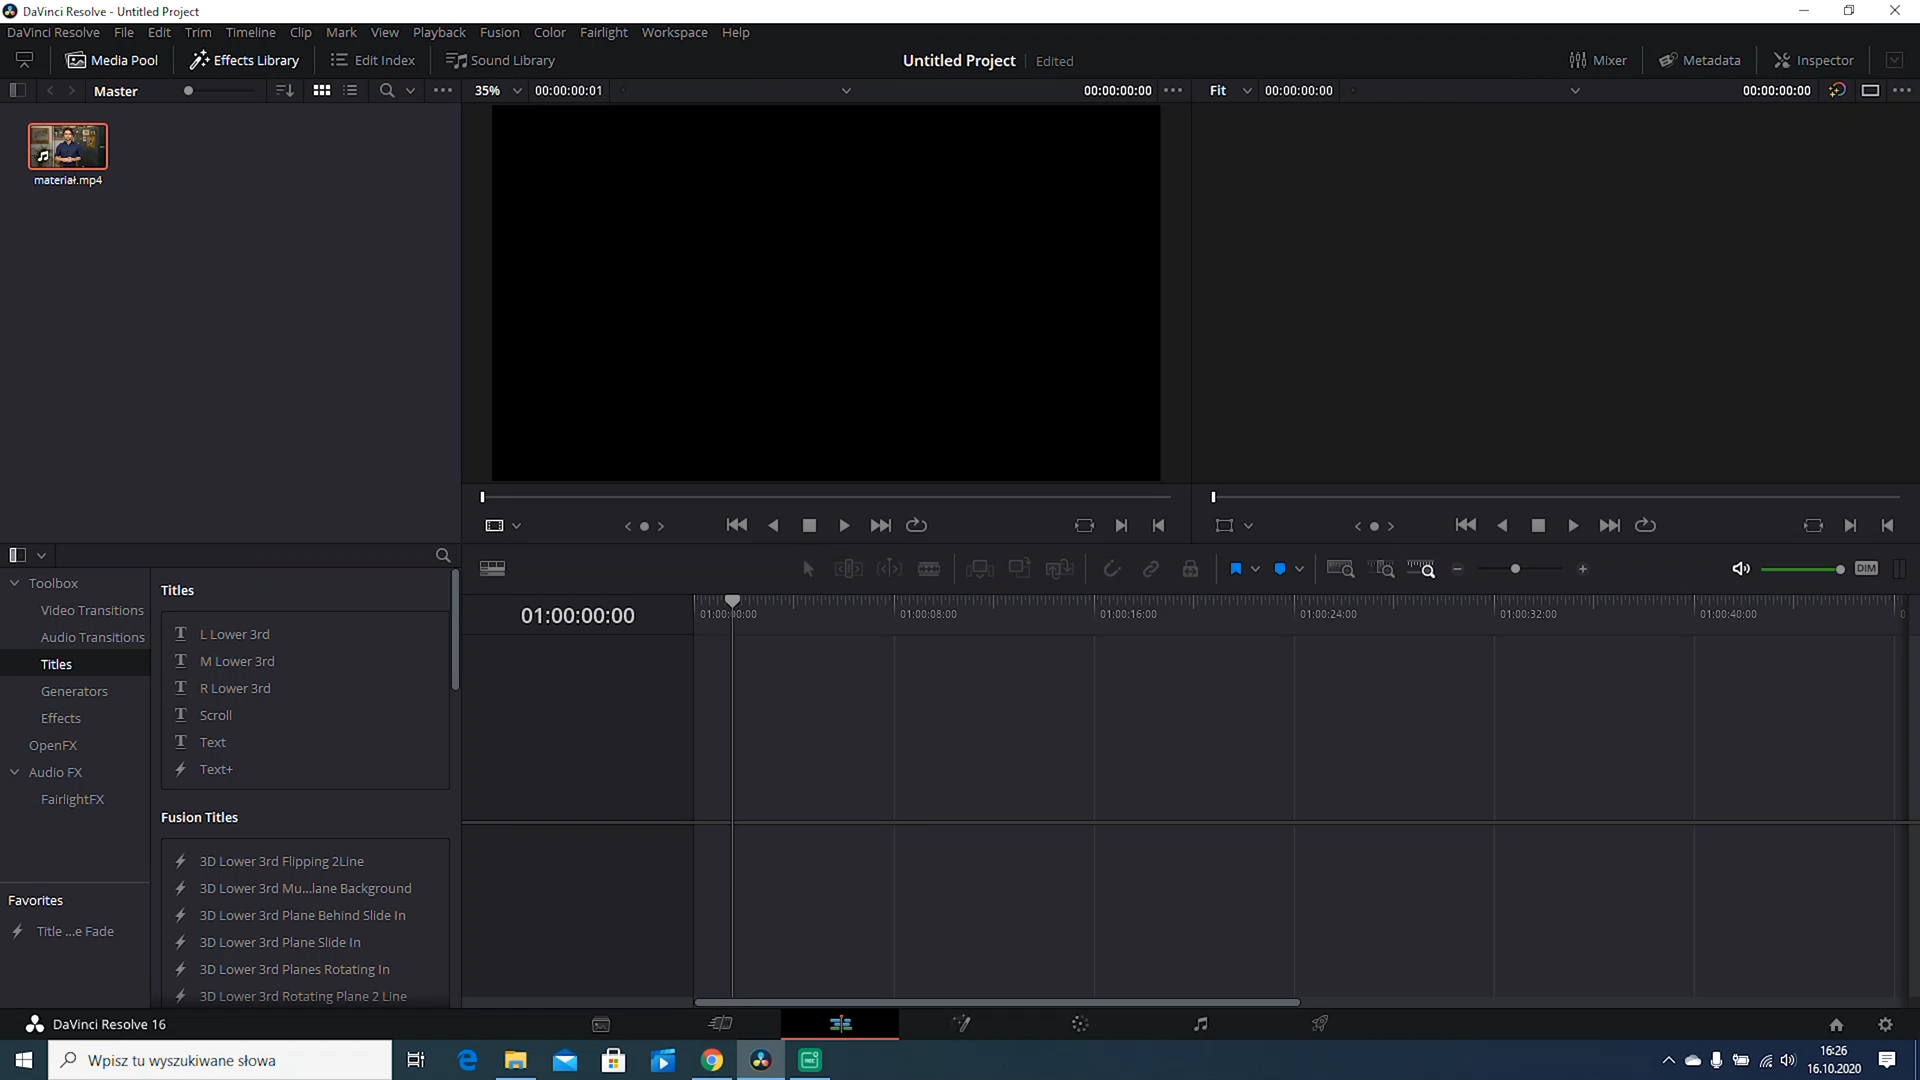 DaVinci Resolve - Untitled Project
DaVinci Resolve File Edit Trim Timeline Clip Mark View Playback Fusion Color Fairlight Workspace Help
Media Pool Effects Library Edit Index Sound Library Untitled Project Edited Mixer Metadata Inspector
Master 35% 00:00:00:01 00:00:00:00 Fit 00:00:00:00 00:00:00:00
materiał.mp4
DIM
Toolbox
Video Transitions
Audio Transitions
Titles
Generators
Effects
OpenFX
Audio FX
FairlightFX
Favorites
Title ...e Fade
Titles
L Lower 3rd
M Lower 3rd
R Lower 3rd
Scroll
Text
Text+
Fusion Titles
3D Lower 3rd Flipping 2Line
3D Lower 3rd Mu...lane Background
3D Lower 3rd Plane Behind Slide In
3D Lower 3rd Plane Slide In
3D Lower 3rd Planes Rotating In
3D Lower 3rd Rotating Plane 2 Line
01:00:00:00
01:00:00:00 01:00:08:00 01:00:16:00 01:00:24:00 01:00:32:00 01:00:40:00
DaVinci Resolve 16
Wpisz tu wyszukiwane słowa
16:26
16.10.2020